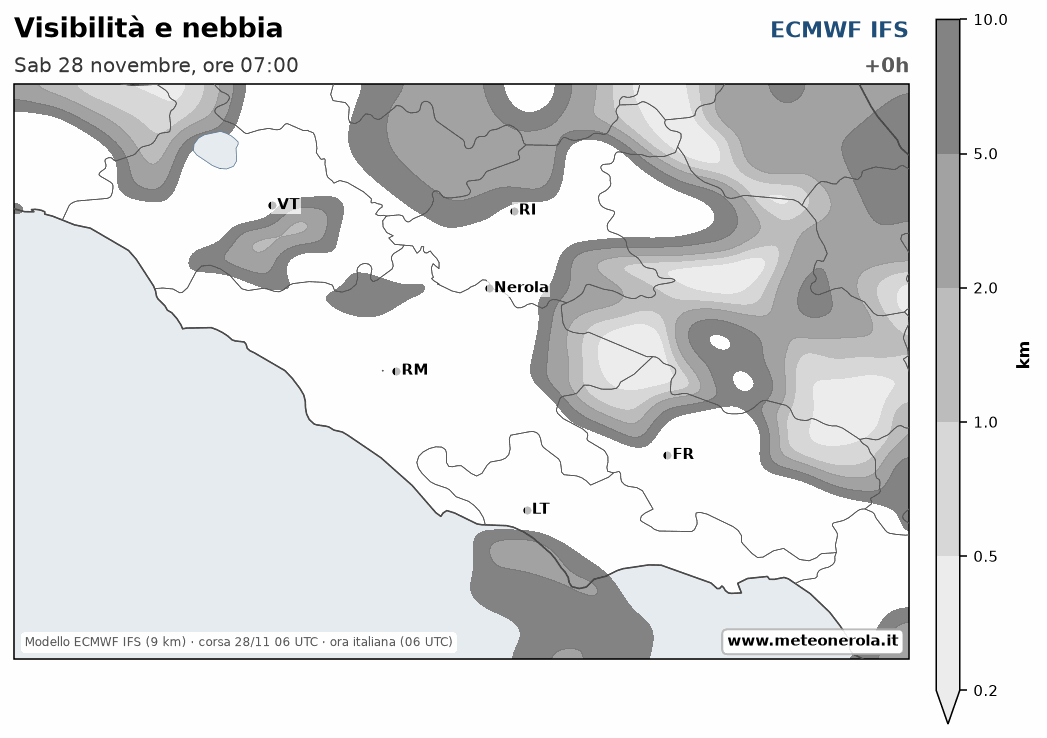 Visibilità e nebbia
ECMWF IFS
Sab 28 novembre, ore 07:00
+0h
10.0
5.0
2.0
1.0
0.5
0.2
km
VT
RI
Nerola
RM
FR
LT
Modello ECMWF IFS (9 km) · corsa 28/11 06 UTC · ora italiana (06 UTC)
www.meteonerola.it